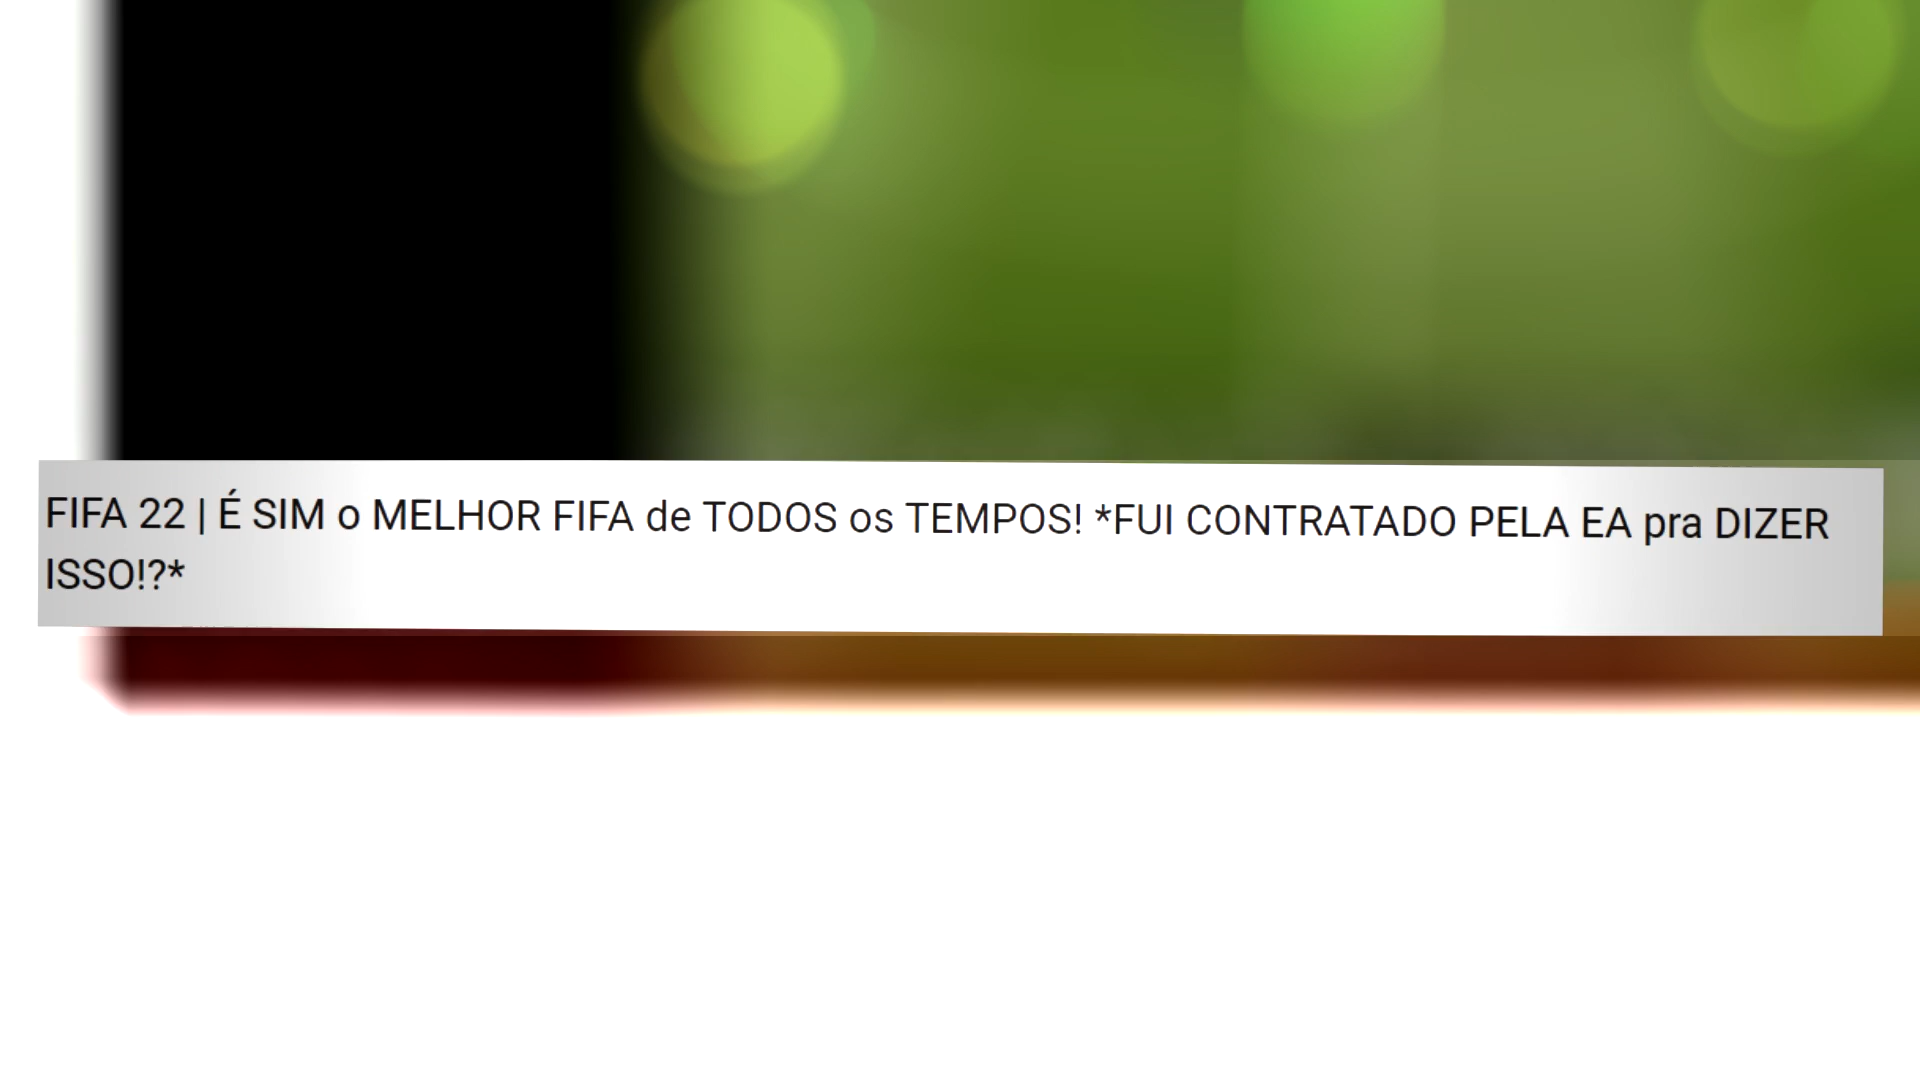 FIFA 22 | É SIM o MELHOR FIFA de TODOS os TEMPOS! *FUI CONTRATADO PELA EA pra DIZER
ISSO!?*